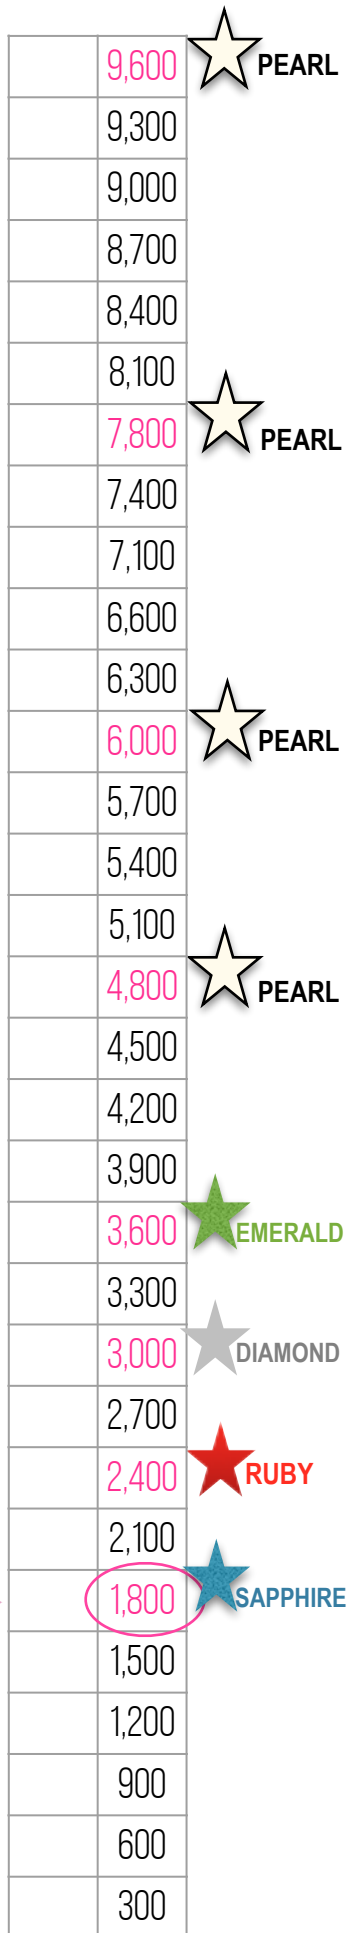 9,600 PEARL
9,300
9,000
8,700
8,400
8,100
7,800 PEARL
7,400
7,100
6,600
6,300
6,000 PEARL
5,700
5,400
5,100
4,800 PEARL
4,500
4,200
3,900
3,600 EMERALD
3,300
3,000 DIAMOND
2,700
2,400 RUBY
2,100
1,800 SAPPHIRE
1,500
1,200
900
600
300